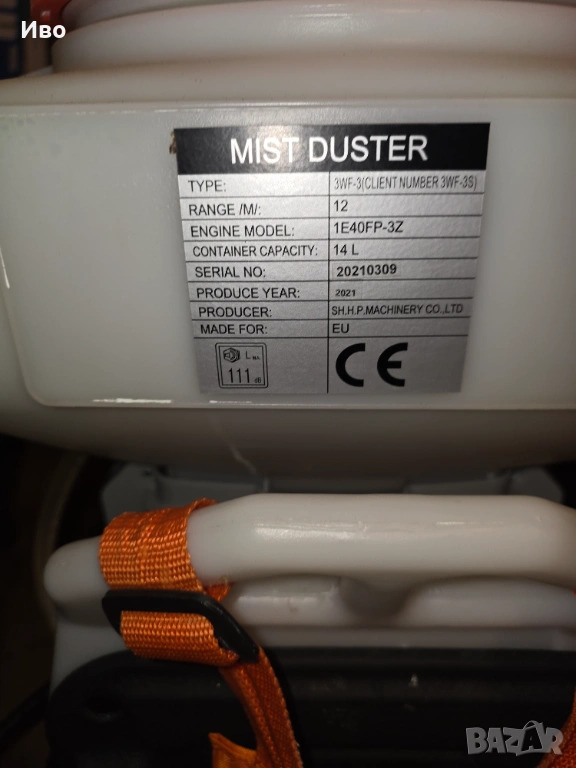 Иво
MIST DUSTER
TYPE: 3WF-3(CLIENT NUMBER 3WF-3S)
RANGE /M/: 12
ENGINE MODEL: 1E40FP-3Z
CONTAINER CAPACITY: 14 L
SERIAL NO: 20210309
PRODUCE YEAR: 2021
PRODUCER: SH.H.P.MACHINERY CO.,LTD
MADE FOR: EU
L
111 dB
CE
BAZAR